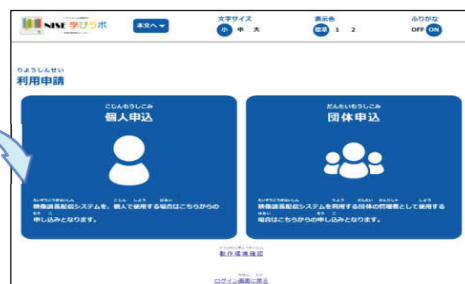 NISE 学びラボ
本文へ
文字サイズ
小 中 大
表示色
標準 1 2
ふりがな
OFF ON
りようしんせい
利用申請
こじんもうしこみ
個人申込
映像講義配信システムを、個人で使用する場合はこちらからの
申し込みとなります。
だんたいもうしこみ
団体申込
映像講義配信システムを利用する団体の管理者として使用する
場合はこちらからの申し込みとなります。
動作環境確認
ログイン画面に戻る